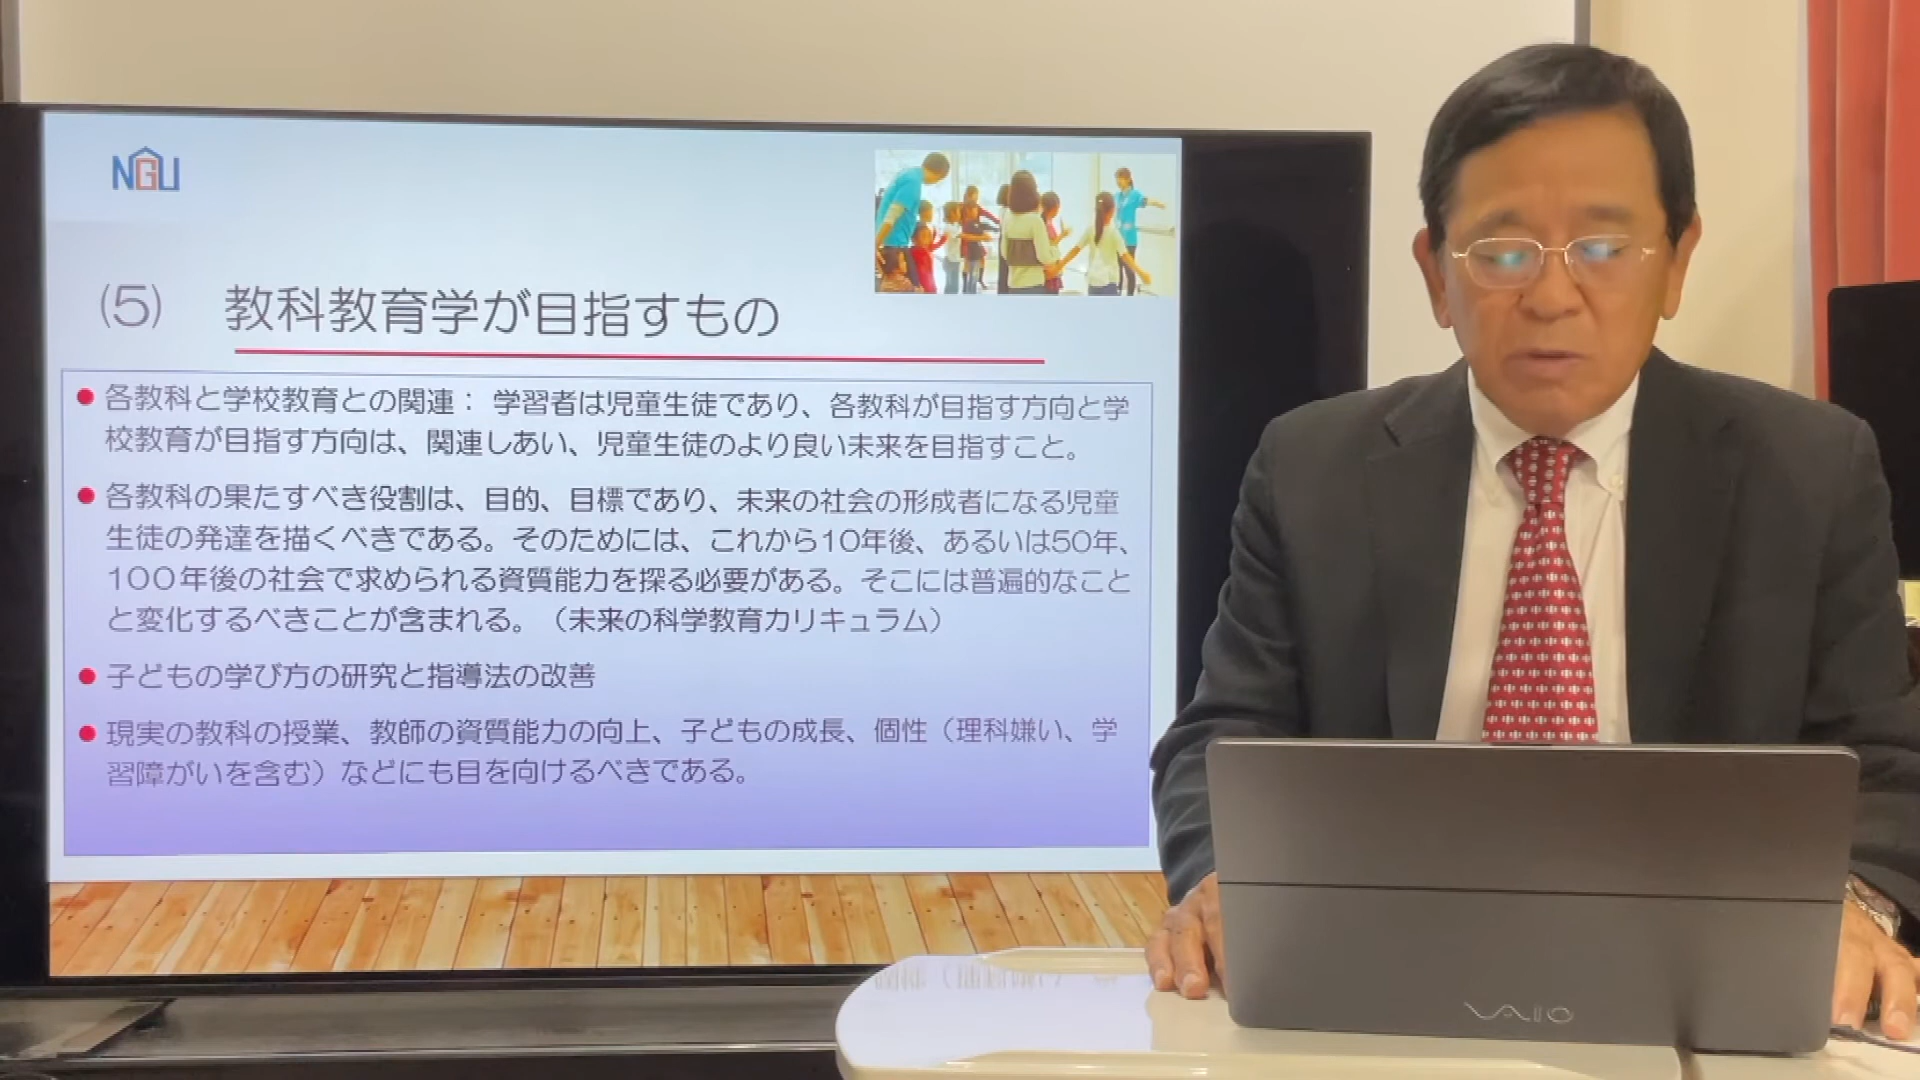 NGU
(5) 教科教育学が目指すもの
● 各教科と学校教育との関連： 学習者は児童生徒であり、各教科が目指す方向と学
校教育が目指す方向は、関連しあい、児童生徒のより良い未来を目指すこと。
● 各教科の果たすべき役割は、目的、目標であり、未来の社会の形成者になる児童
生徒の発達を描くべきである。そのためには、これから10年後、あるいは50年、
１００年後の社会で求められる資質能力を探る必要がある。そこには普遍的なこと
と変化するべきことが含まれる。（未来の科学教育カリキュラム）
● 子どもの学び方の研究と指導法の改善
● 現実の教科の授業、教師の資質能力の向上、子どもの成長、個性（理科嫌い、学
習障がいを含む）などにも目を向けるべきである。
VAIO